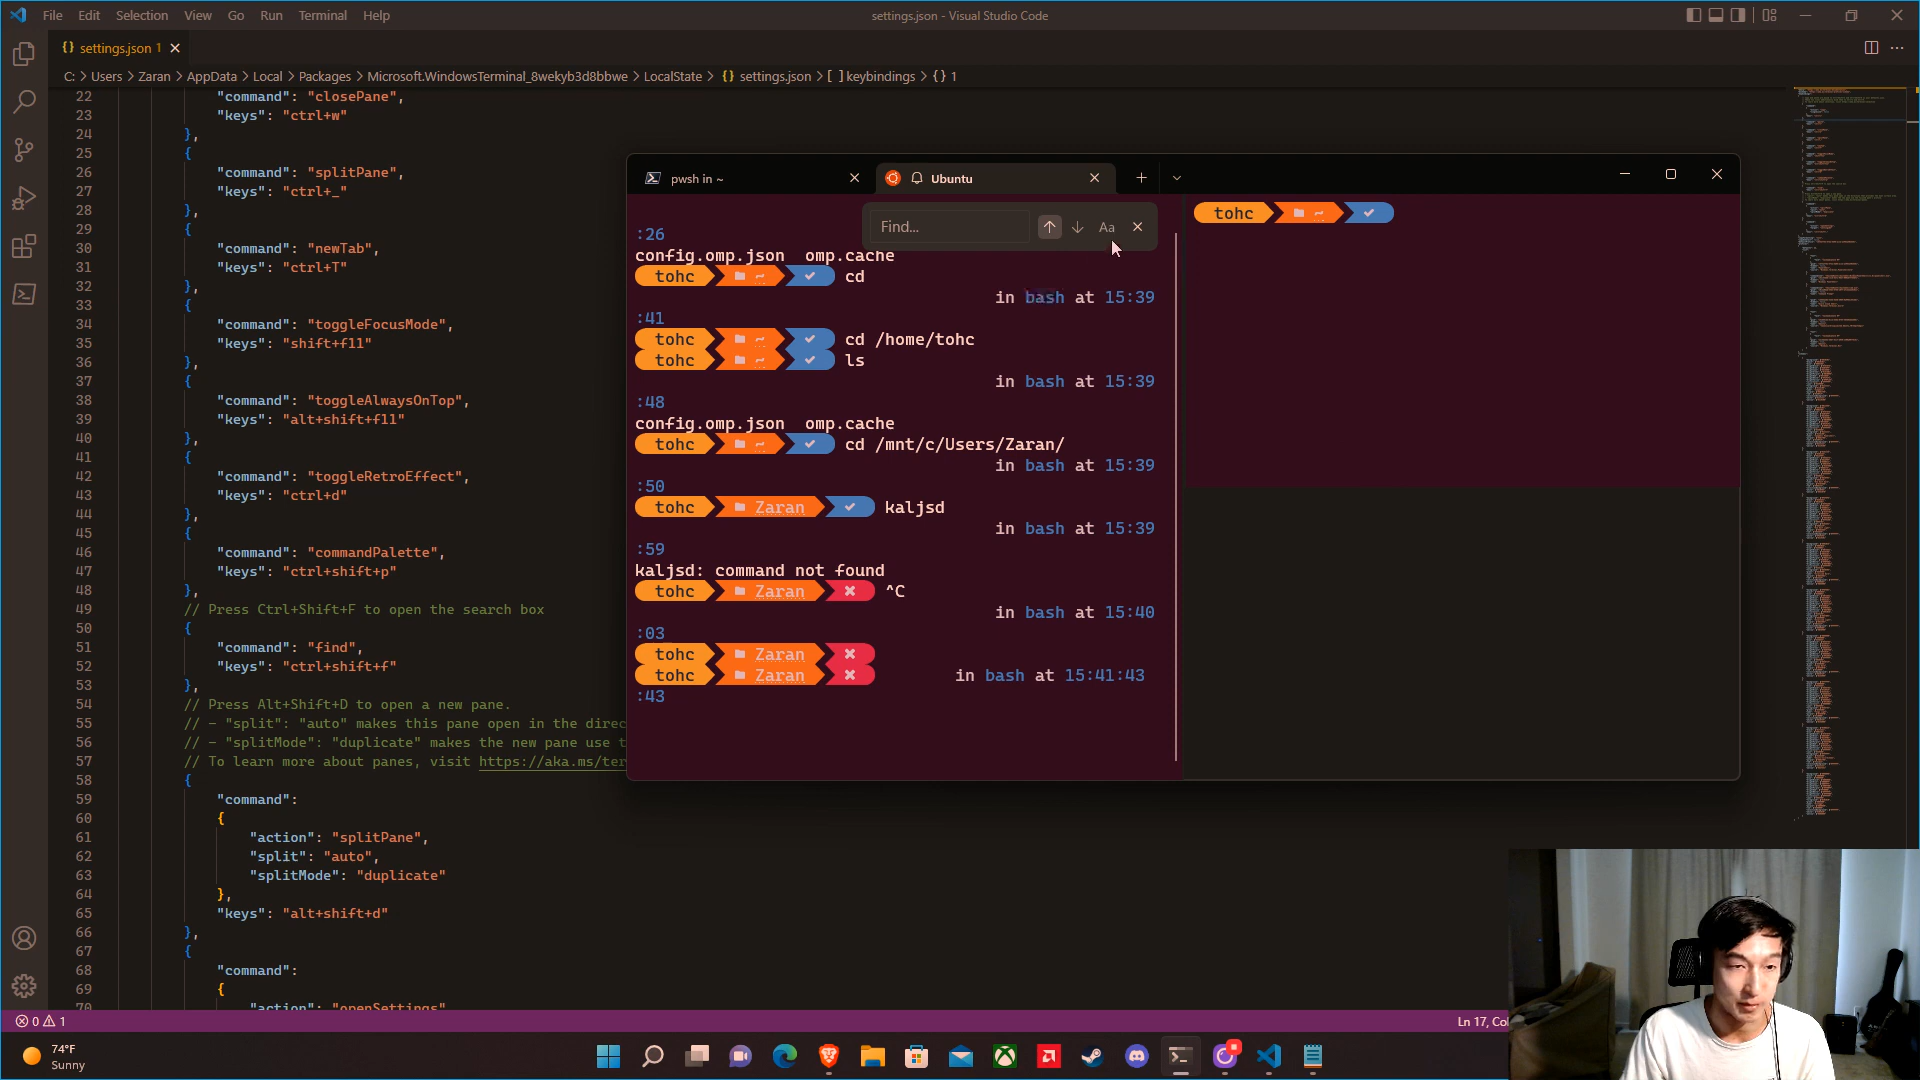 File Edit Selection View Go Run Terminal Help
settings.json - Visual Studio Code
{} settings.json 1
C: > Users > Zaran > AppData > Local > Packages > Microsoft.WindowsTerminal_8wekyb3d8bbwe > LocalState > {} settings.json > [ ] keybindings > {} 1
22 "command": "closePane",
23 "keys": "ctrl+w"
24 },
25 {
26 "command": "splitPane",
27 "keys": "ctrl+_"
28 },
29 {
30 "command": "newTab",
31 "keys": "ctrl+T"
32 },
33 {
34 "command": "toggleFocusMode",
35 "keys": "shift+f11"
36 },
37 {
38 "command": "toggleAlwaysOnTop",
39 "keys": "alt+shift+f11"
40 },
41 {
42 "command": "toggleRetroEffect",
43 "keys": "ctrl+d"
44 },
45 {
46 "command": "commandPalette",
47 "keys": "ctrl+shift+p"
48 },
49 // Press Ctrl+Shift+F to open the search box
50 {
51 "command": "find",
52 "keys": "ctrl+shift+f"
53 },
54 // Press Alt+Shift+D to open a new pane.
55 // - "split": "auto" makes this pane open in the direc
56 // - "splitMode": "duplicate" makes the new pane use t
57 // To learn more about panes, visit https://aka.ms/ter
58 {
59 "command":
60 {
61 "action": "splitPane",
62 "split": "auto",
63 "splitMode": "duplicate"
64 },
65 "keys": "alt+shift+d"
66 },
67 {
68 "command":
69 {
70 "action": "openSettings"
pwsh in ~
Ubuntu
Find...
Aa
:26
config.omp.json omp.cache
tohc ~ cd
in bash at 15:39
:41
tohc ~ cd /home/tohc
tohc ~ ls
in bash at 15:39
:48
config.omp.json omp.cache
tohc ~ cd /mnt/c/Users/Zaran/
in bash at 15:39
:50
tohc Zaran kaljsd
in bash at 15:39
:59
kaljsd: command not found
tohc Zaran ^C
in bash at 15:40
:03
tohc Zaran
tohc Zaran in bash at 15:41:43
:43
tohc ~
0 1
Ln 17, Col
74°F
Sunny